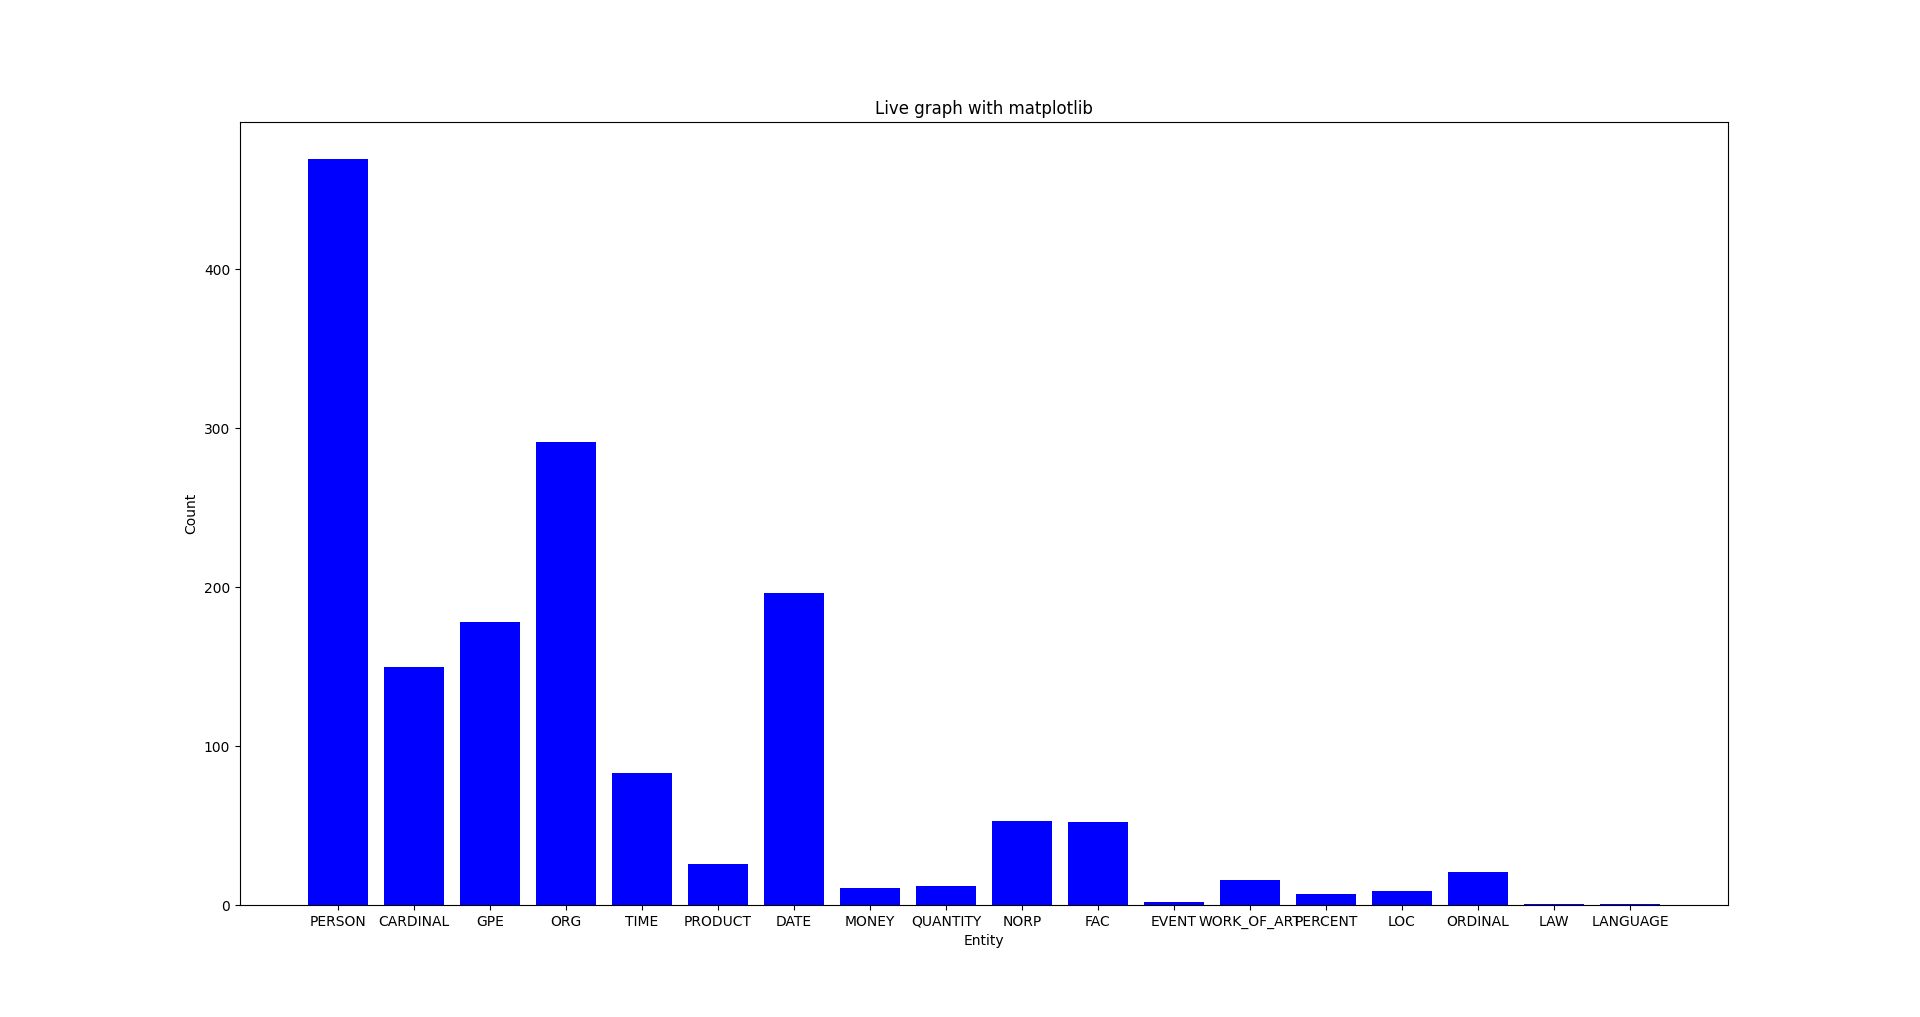 Live graph with matplotlib
400
300
200
100
0
Count
PERSON CARDINAL GPE ORG TIME PRODUCT DATE MONEY QUANTITY NORP FAC EVENT WORK_OF_ART PERCENT LOC ORDINAL LAW LANGUAGE
Entity